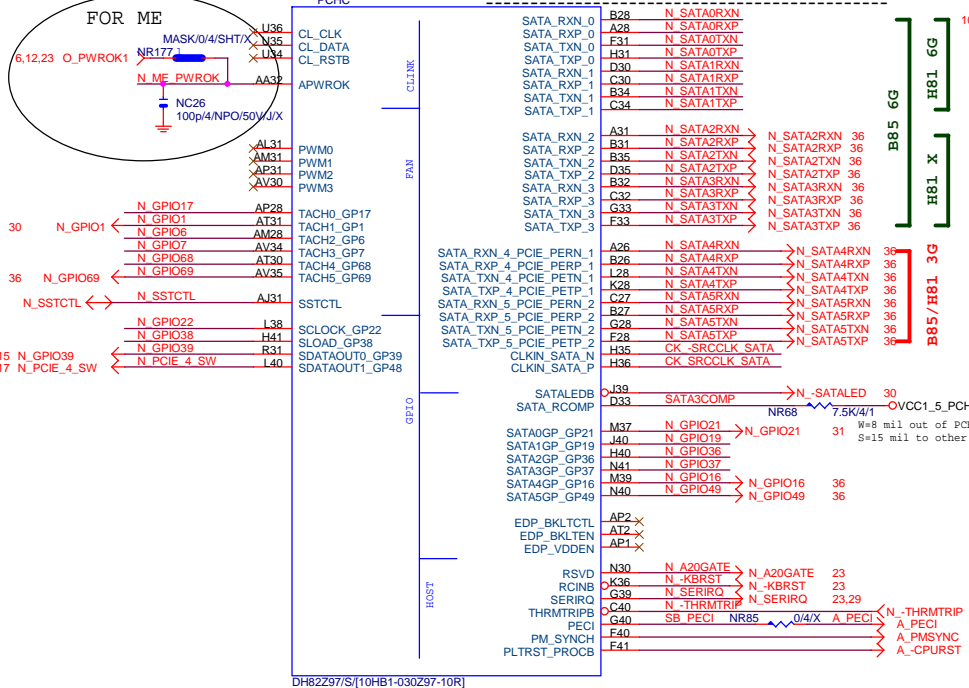 PCHC
FOR ME
6,12,23 O_PWROK1
NR177
MASK/0/4/SHT/X
N_ME_PWROK
NC26
100p/4/NPO/50V/J/X
U36 CL_CLK
U35 CL_DATA
U34 CL_RSTB
AA32 APWROK
CLINK
AL31 PWM0
AM31 PWM1
AP31 PWM2
AV30 PWM3
FAN
N_GPIO17 AP28 TACH0_GP17
30 N_GPIO1 N_GPIO1 AT31 TACH1_GP1
N_GPIO6 AM28 TACH2_GP6
N_GPIO7 AV34 TACH3_GP7
N_GPIO68 AT30 TACH4_GP68
36 N_GPIO69 N_GPIO69 AV35 TACH5_GP69
N_SSTCTL N_SSTCTL AJ31 SSTCTL
N_GPIO22 L38 SCLOCK_GP22
N_GPIO38 H41 SLOAD_GP38
15 N_GPIO39 N_GPIO39 R31 SDATAOUT0_GP39
17 N_PCIE_4_SW N_PCIE_4_SW L40 SDATAOUT1_GP48
GPIO
HOST
SATA_RXN_0 B28 N_SATA0RXN
SATA_RXP_0 A28 N_SATA0RXP
SATA_TXN_0 F31 N_SATA0TXN
SATA_TXP_0 H31 N_SATA0TXP
SATA_RXN_1 D30 N_SATA1RXN
SATA_RXP_1 C30 N_SATA1RXP
SATA_TXN_1 B34 N_SATA1TXN
SATA_TXP_1 C34 N_SATA1TXP
SATA_RXN_2 A31 N_SATA2RXN N_SATA2RXN 36
SATA_RXP_2 B31 N_SATA2RXP N_SATA2RXP 36
SATA_TXN_2 B35 N_SATA2TXN N_SATA2TXN 36
SATA_TXP_2 D35 N_SATA2TXP N_SATA2TXP 36
SATA_RXN_3 B32 N_SATA3RXN N_SATA3RXN 36
SATA_RXP_3 C32 N_SATA3RXP N_SATA3RXP 36
SATA_TXN_3 G33 N_SATA3TXN N_SATA3TXN 36
SATA_TXP_3 F33 N_SATA3TXP N_SATA3TXP 36
B85 6G
H81 6G
H81 X
SATA_RXN_4_PCIE_PERN_1 A26 N_SATA4RXN N_SATA4RXN 36
SATA_RXP_4_PCIE_PERP_1 B26 N_SATA4RXP N_SATA4RXP 36
SATA_TXN_4_PCIE_PETN_1 L28 N_SATA4TXN N_SATA4TXN 36
SATA_TXP_4_PCIE_PETP_1 K28 N_SATA4TXP N_SATA4TXP 36
SATA_RXN_5_PCIE_PERN_2 C27 N_SATA5RXN N_SATA5RXN 36
SATA_RXP_5_PCIE_PERP_2 B27 N_SATA5RXP N_SATA5RXP 36
SATA_TXN_5_PCIE_PETN_2 G28 N_SATA5TXN N_SATA5TXN 36
SATA_TXP_5_PCIE_PETP_2 F28 N_SATA5TXP N_SATA5TXP 36
B85/H81 3G
CLKIN_SATA_N H35 CK_-SRCCLK_SATA
CLKIN_SATA_P H36 CK_SRCCLK_SATA
SATALEDB J39 N_-SATALED 30
SATA_RCOMP D33 SATA3COMP NR68 7.5K/4/1 VCC1_5_PCH
W=8 mil out of PCH
S=15 mil to other
SATA0GP_GP21 M37 N_GPIO21 N_GPIO21 31
SATA1GP_GP19 J40 N_GPIO19
SATA2GP_GP36 H40 N_GPIO36
SATA3GP_GP37 N41 N_GPIO37
SATA4GP_GP16 M39 N_GPIO16 N_GPIO16 36
SATA5GP_GP49 N40 N_GPIO49 N_GPIO49 36
EDP_BKLTCTL AP2
EDP_BKLTEN AT2
EDP_VDDEN AP1
RSVD N30 N_A20GATE N_A20GATE 23
RCINB K36 N_-KBRST N_-KBRST 23
SERIRQ G39 N_SERIRQ N_SERIRQ 23,29
THRMTRIPB C40 N_-THRMTRIP N_-THRMTRIP
PECI G40 SB_PECI NR85 0/4/X A_PECI A_PECI
PM_SYNCH F40 A_PMSYNC
PLTRST_PROCB F41 A_-CPURST
DH82Z97/S/[10HB1-030Z97-10R]